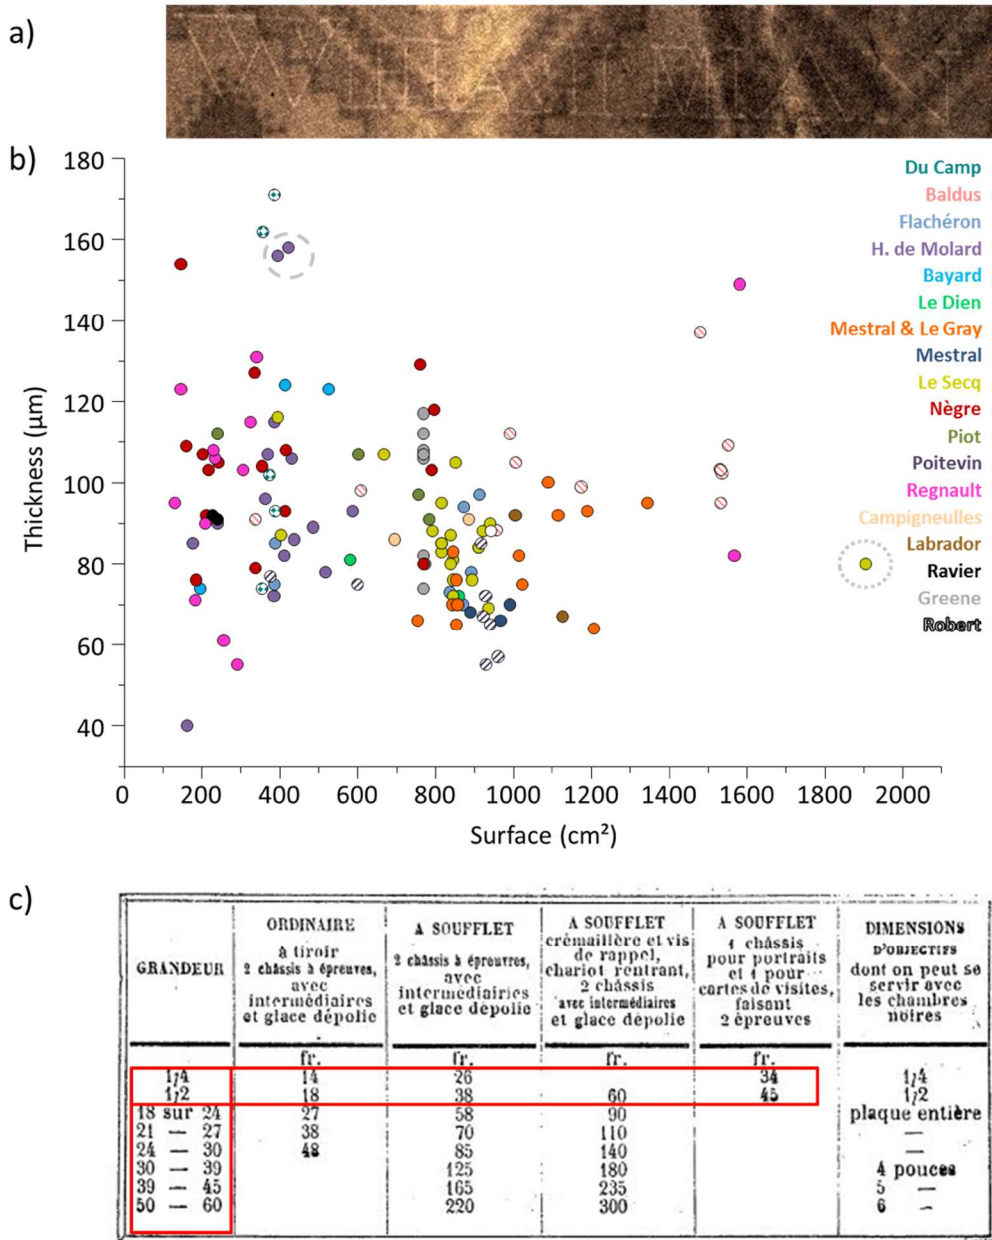 a)
b)
180
160
140
120
100
80
60
40
Thickness (µm)
0 200 400 600 800 1000 1200 1400 1600 1800 2000
Surface (cm²)
Du Camp
Baldus
Flachéron
H. de Molard
Bayard
Le Dien
Mestral & Le Gray
Mestral
Le Secq
Nègre
Piot
Poitevin
Regnault
Campigneulles
Labrador
Ravier
Greene
Robert
c)
GRANDEUR
ORDINAIRE
à tiroir
2 châssis à épreuves,
avec
intermédiaires
et glace dépolie
A SOUFFLET
2 châssis à épreuvres,
avec
intermédiairies
et glace dépolie
A SOUFFLET
crémaillère et vis
de rappel,
chariot rentrant,
2 châssis
avec intermédiaires
et glace dépolie
A SOUFFLET
1 châssis
pour portraits
et 1 pour
cartes de visites,
faisant
2 épreuves
DIMENSIONS
D'OBJECTIFS
dont on peut se
servir avec
les chambres
noires
fr. fr. fr. fr.
1/4 14 26 34 1/4
1/2 18 38 60 45 1/2
18 sur 24 27 58 90 plaque entière
21 — 27 38 70 110 —
24 — 30 48 85 140 —
30 — 39 125 180 4 pouces
39 — 45 165 235 5 —
50 — 60 220 300 6 —